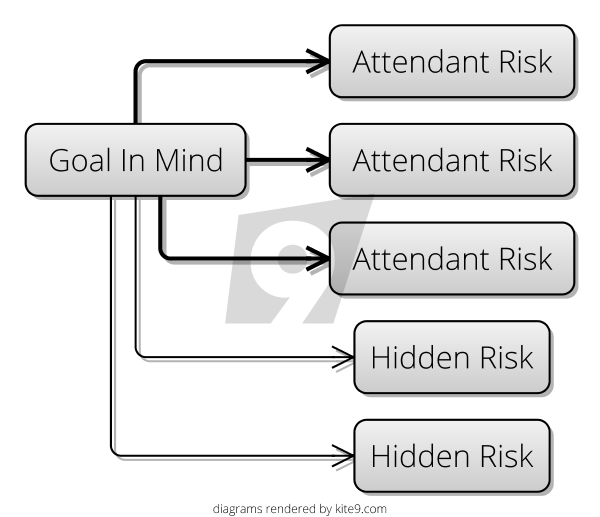 Attendant Risk
Goal In Mind
Attendant Risk
Attendant Risk
Hidden Risk
Hidden Risk
diagrams rendered by kite9.com